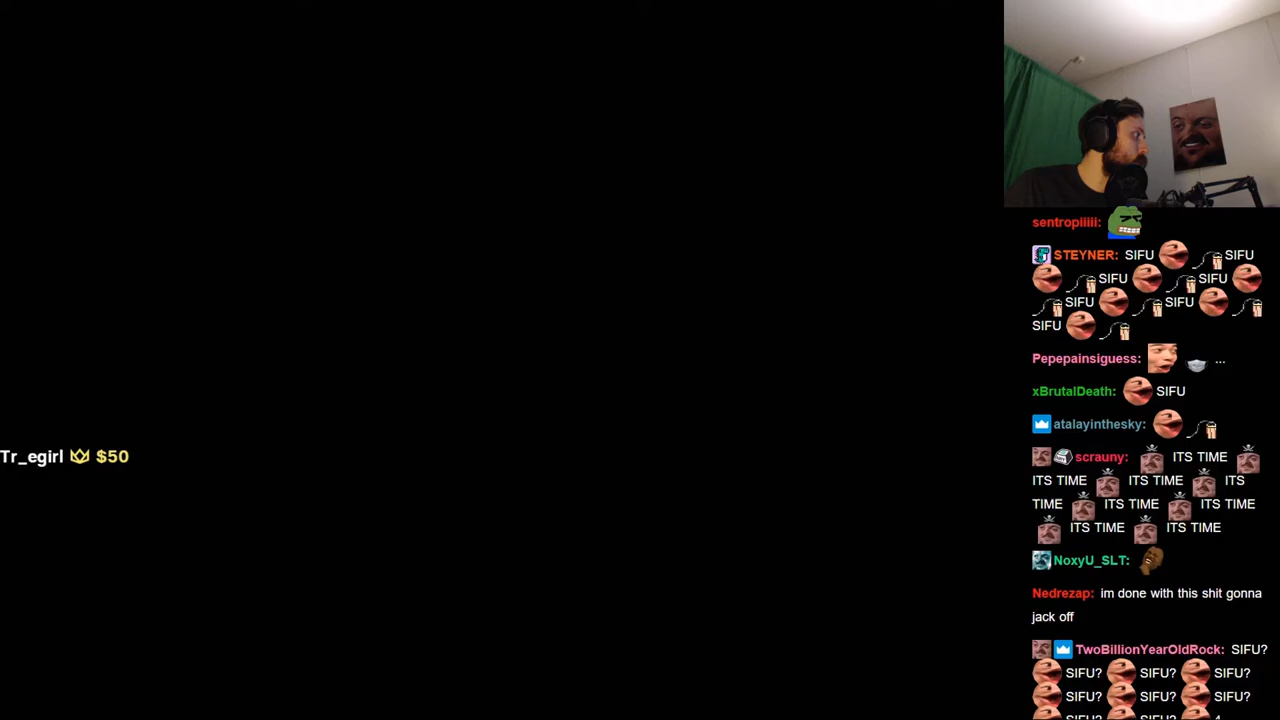 sentropiiiii:
STEYNER: SIFU SIFU
SIFU SIFU
SIFU SIFU
SIFU
Pepepainsiguess: ...
xBrutalDeath: SIFU
atalayinthesky:
Tr_egirl $50
scrauny: ITS TIME
ITS TIME ITS TIME ITS
TIME ITS TIME ITS TIME
ITS TIME ITS TIME
NoxyU_SLT:
Nedrezap: im done with this shit gonna
jack off
TwoBillionYearOldRock: SIFU?
SIFU? SIFU? SIFU?
SIFU? SIFU? SIFU?